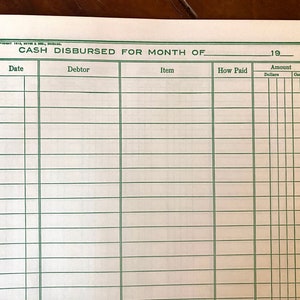 CASH DISBURSED FOR MONTH OF 19
Date Debtor Item How Paid Amount
Dollars